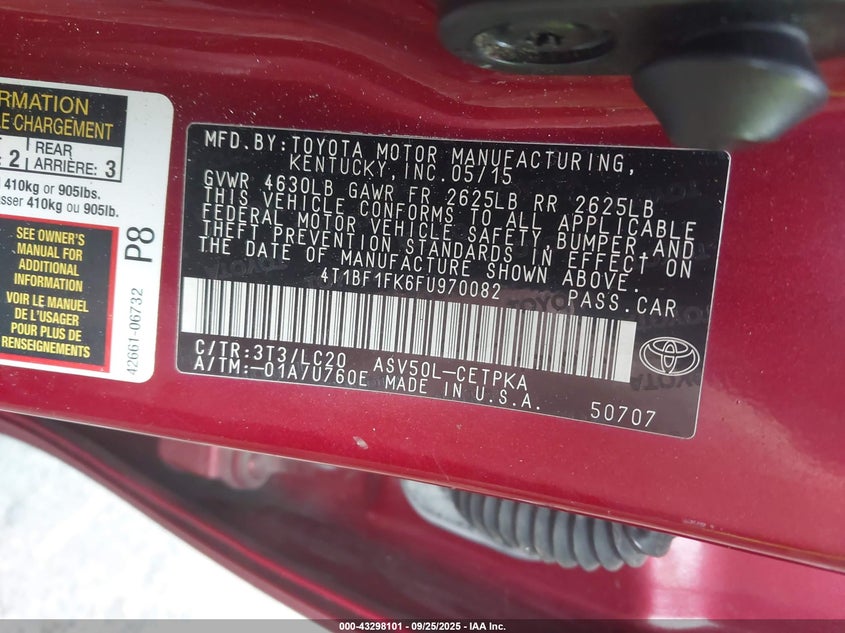 RMATION
E CHARGEMENT
: 2 REAR
ARRIÈRE: 3
410kg or 905lbs.
sser 410kg ou 905lb.
SEE OWNER'S
MANUAL FOR
ADDITIONAL
INFORMATION
VOIR LE MANUEL
DE L'USAGER
POUR PLUS DE
RENSEIGNEMENTS
P8
42661-06732
MFD.BY:TOYOTA MOTOR MANUFACTURING,
KENTUCKY, INC.05/15
GVWR 4630LB GAWR FR 2625LB RR 2625LB
THIS VEHICLE CONFORMS TO ALL APPLICABLE
FEDERAL MOTOR VEHICLE SAFETY,BUMPER,AND
THEFT PREVENTION STANDARDS IN EFFECT ON
THE DATE OF MANUFACTURE SHOWN ABOVE.
4T1BF1FK6FU970082 PASS.CAR
C/TR:3T3/LC20 ASV50L-CETPKA
A/TM:-01A/U760E MADE IN U.S.A. 50707
000-43298101 - 09/25/2025 - IAA Inc.